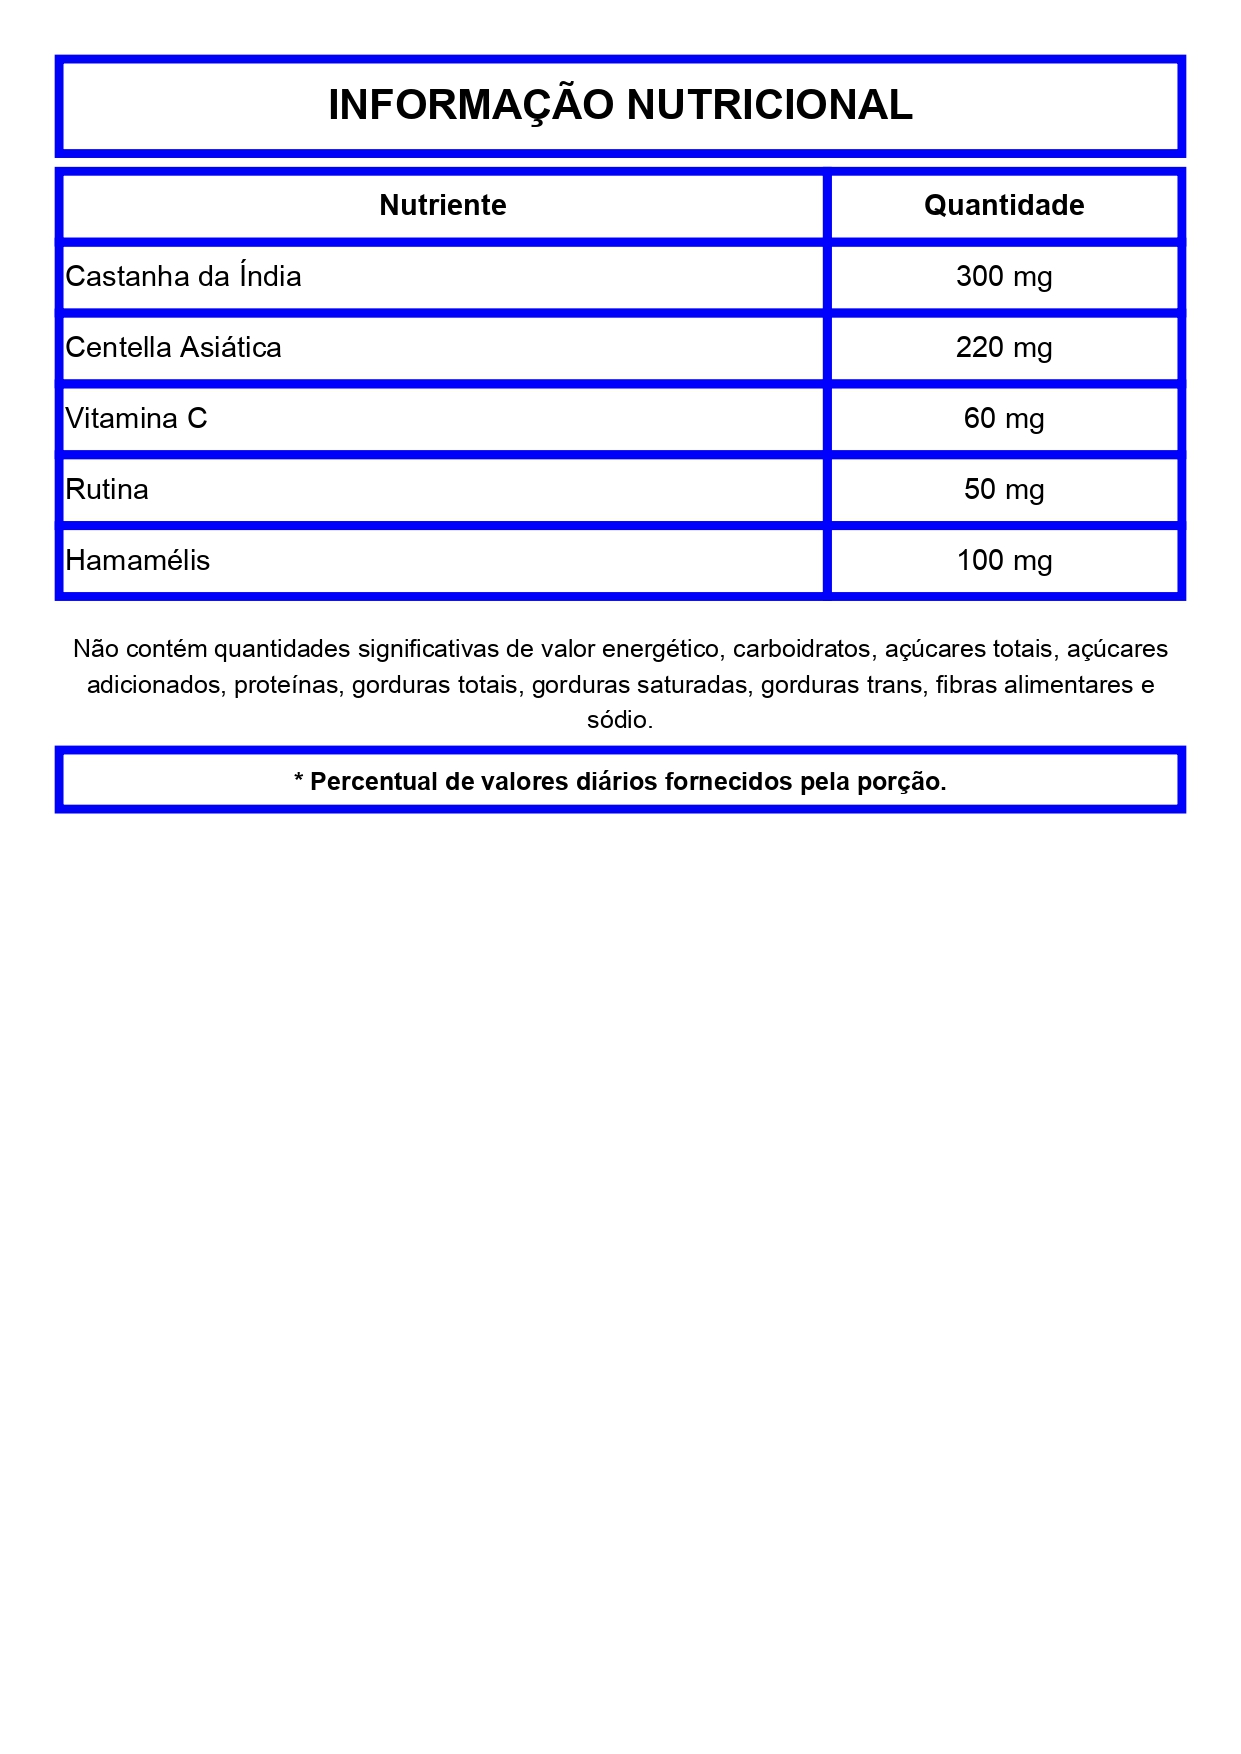 INFORMAÇÃO NUTRICIONAL
Nutriente Quantidade
Castanha da Índia 300 mg
Centella Asiática 220 mg
Vitamina C 60 mg
Rutina 50 mg
Hamamélis 100 mg
Não contém quantidades significativas de valor energético, carboidratos, açúcares totais, açúcares
adicionados, proteínas, gorduras totais, gorduras saturadas, gorduras trans, fibras alimentares e
sódio.
* Percentual de valores diários fornecidos pela porção.